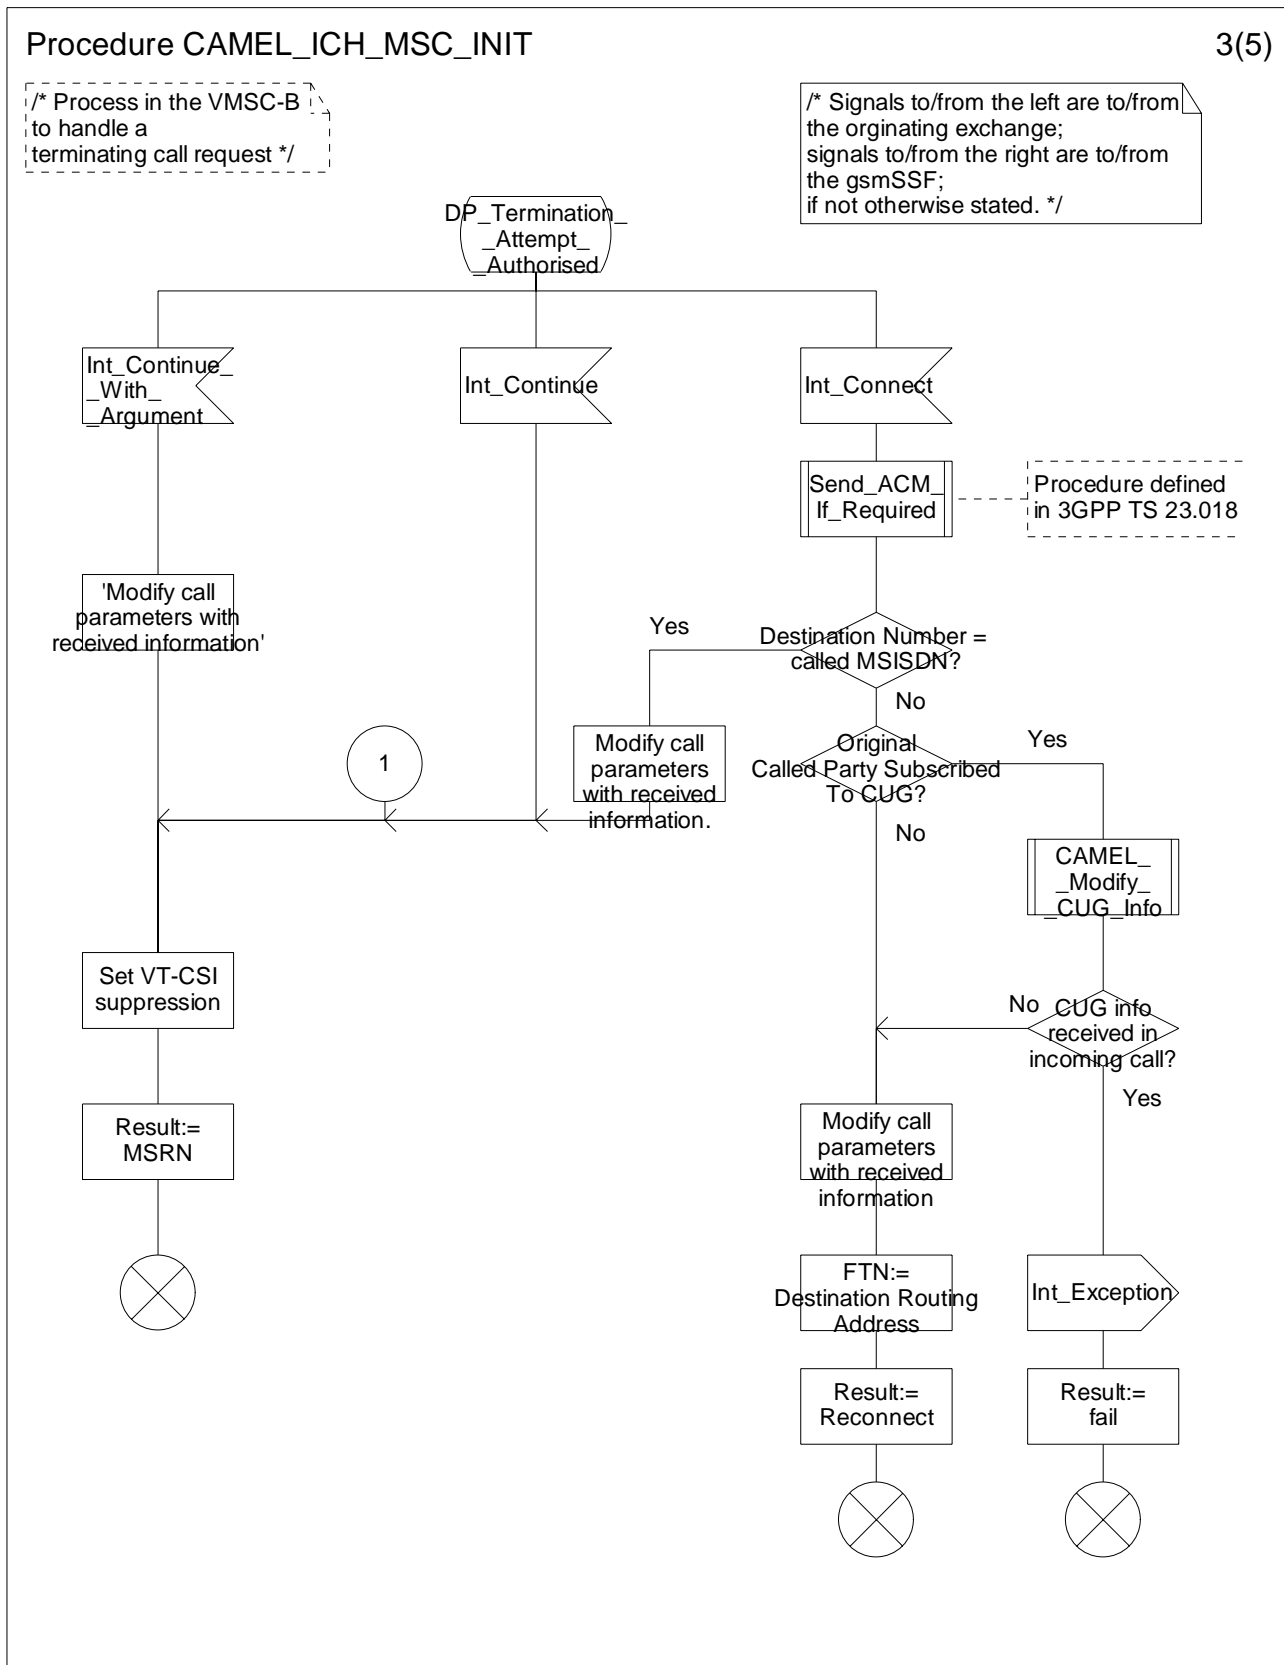 Procedure CAMEL_ICH_MSC_INIT
3(5)
/* Process in the VMSC-B
to handle a
terminating call request */
/* Signals to/from the left are to/from
the orginating exchange;
signals to/from the right are to/from
the gsmSSF;
if not otherwise stated. */
DP_Termination_
_Attempt_
_Authorised
Int_Continue_
_With_
_Argument
Int_Continue
Int_Connect
Send_ACM_
If_Required
Procedure defined
in 3GPP TS 23.018
'Modify call
parameters with
received information'
Yes
Destination Number =
called MSISDN?
No
1
Modify call
parameters
with received
information.
Original
Called Party Subscribed
To CUG?
Yes
No
CAMEL_
_Modify_
_CUG_Info
Set VT-CSI
suppression
No
CUG info
received in
incoming call?
Yes
Result:=
MSRN
Modify call
parameters
with received
information
FTN:=
Destination Routing
Address
Int_Exception
Result:=
Reconnect
Result:=
fail